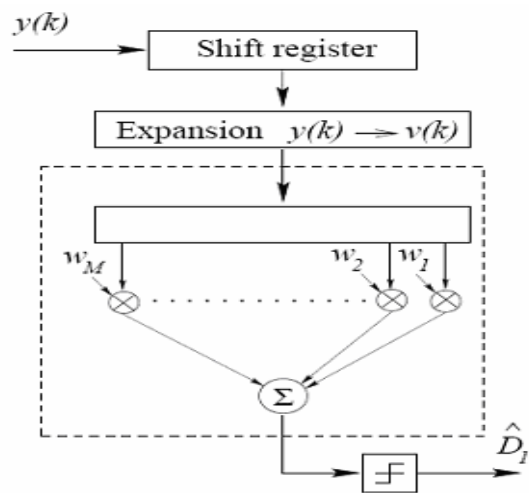 y(k)
Shift register
Expansion y(k) → v(k)
w_M
w_2 w_1
Σ
D̂_1